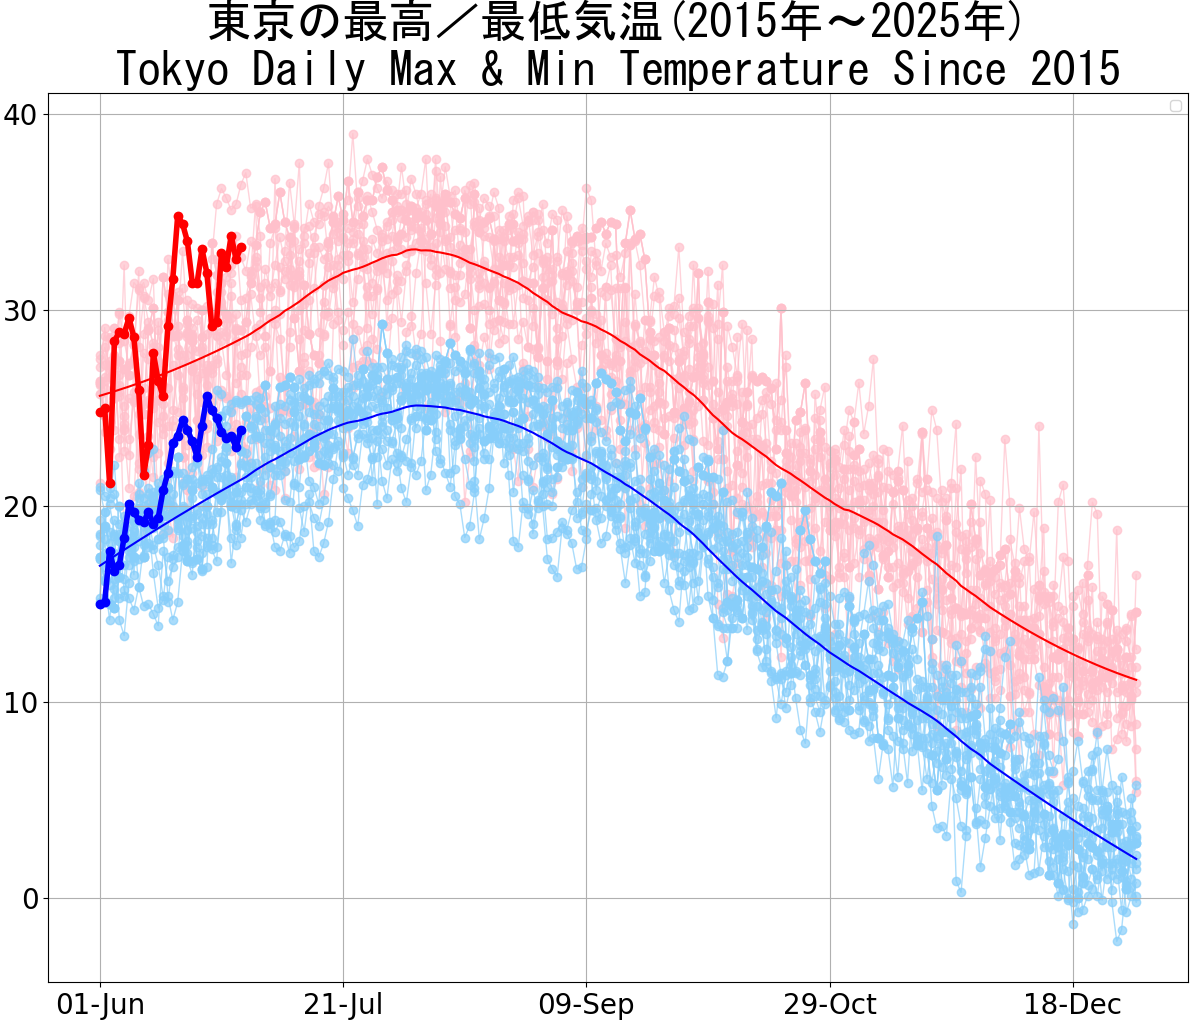 東京の最高／最低気温(2015年～2025年)
Tokyo Daily Max & Min Temperature Since 2015
40
30
20
10
0
01-Jun 21-Jul 09-Sep 29-Oct 18-Dec